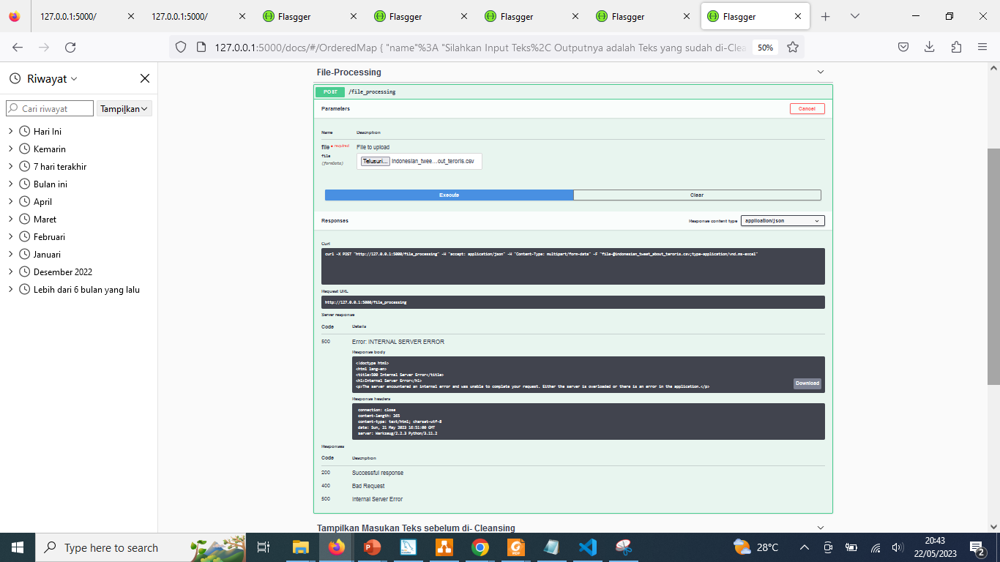 127.0.0.1:5000/
127.0.0.1:5000/
Flasgger
Flasgger
Flasgger
Flasgger
Flasgger
127.0.0.1:5000/docs/#/OrderedMap { "name"%3A "Silahkan Input Teks%2C Outputnya adalah Teks yang sudah di-Clea
50%
Riwayat
Cari riwayat
Tampilkan
Hari Ini
Kemarin
7 hari terakhir
Bulan ini
April
Maret
Februari
Januari
Desember 2022
Lebih dari 6 bulan yang lalu
File-Processing
POST /file_processing
Parameters
Cancel
Name Description
file * required
file
(formData)
File to upload
Telusuri... Indonesian_twee...out_teroris.csv
Execute
Clear
Responses
Response content type
application/json
Curl
curl -X POST "http://127.0.0.1:5000/file_processing" -H "accept: application/json" -H "Content-Type: multipart/form-data" -F "file=@indonesian_tweet_about_teroris.csv;type=application/vnd.ms-excel"
Request URL
http://127.0.0.1:5000/file_processing
Server response
Code Details
500 Error: INTERNAL SERVER ERROR
Response body
<!doctype html>
<html lang=en>
<title>500 Internal Server Error</title>
<h1>Internal Server Error</h1>
<p>The server encountered an internal error and was unable to complete your request. Either the server is overloaded or there is an error in the application.</p>
Download
Response headers
connection: close
content-length: 265
content-type: text/html; charset=utf-8
date: Sun, 21 May 2023 16:51:00 GMT
server: Werkzeug/2.2.3 Python/3.11.2
Responses
Code Description
200 Successful response
400 Bad Request
500 Internal Server Error
Tampilkan Masukan Teks sebelum di- Cleansing
Type here to search
28°C
20:43
22/05/2023
2